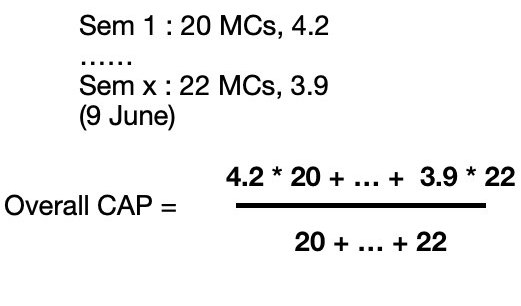 Sem 1 : 20 MCs, 4.2
......
Sem x : 22 MCs, 3.9
(9 June)
4.2 * 20 + ... + 3.9 * 22
Overall CAP =
20 + ... + 22